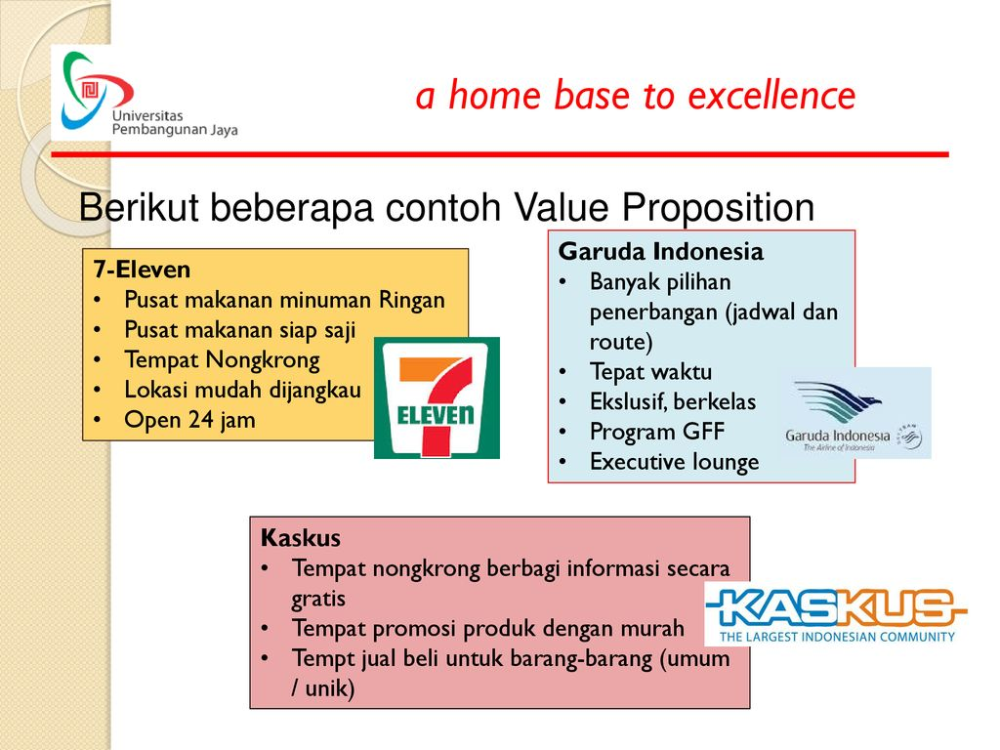 Universitas
Pembangunan Jaya
a home base to excellence
Berikut beberapa contoh Value Proposition
7-Eleven
• Pusat makanan minuman Ringan
• Pusat makanan siap saji
• Tempat Nongkrong
• Lokasi mudah dijangkau
• Open 24 jam
7
ELEVEN
Garuda Indonesia
• Banyak pilihan
penerbangan (jadwal dan
route)
• Tepat waktu
• Ekslusif, berkelas
• Program GFF
• Executive lounge
Garuda Indonesia
The Airline of Indonesia
Kaskus
• Tempat nongkrong berbagi informasi secara
gratis
• Tempat promosi produk dengan murah
• Tempt jual beli untuk barang-barang (umum
/ unik)
KASKUS
THE LARGEST INDONESIAN COMMUNITY